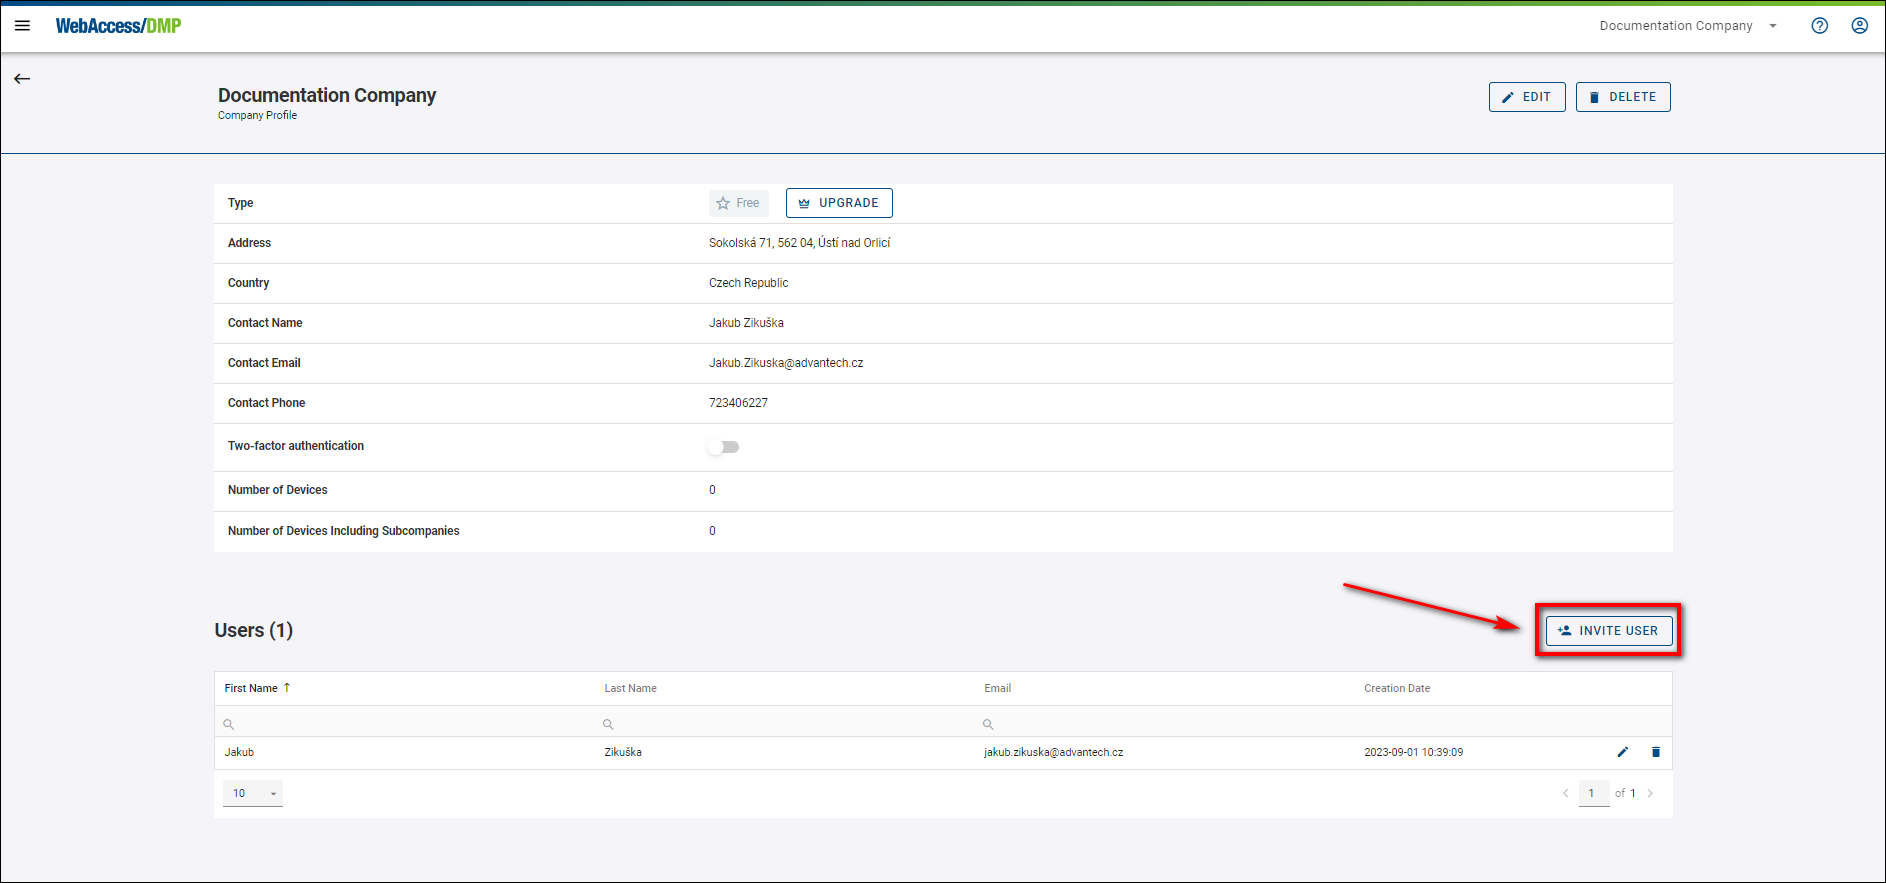 WebAccess/DMP
Documentation Company
Documentation Company
Company Profile
EDIT
DELETE
Type
Free
UPGRADE
Address
Sokolská 71, 562 04, Ústí nad Orlicí
Country
Czech Republic
Contact Name
Jakub Zikuška
Contact Email
Jakub.Zikuska@advantech.cz
Contact Phone
723406227
Two-factor authentication
Number of Devices
0
Number of Devices Including Subcompanies
0
Users (1)
INVITE USER
First Name ↑
Last Name
Email
Creation Date
Jakub
Zikuška
jakub.zikuska@advantech.cz
2023-09-01 10:39:09
10
1 of 1